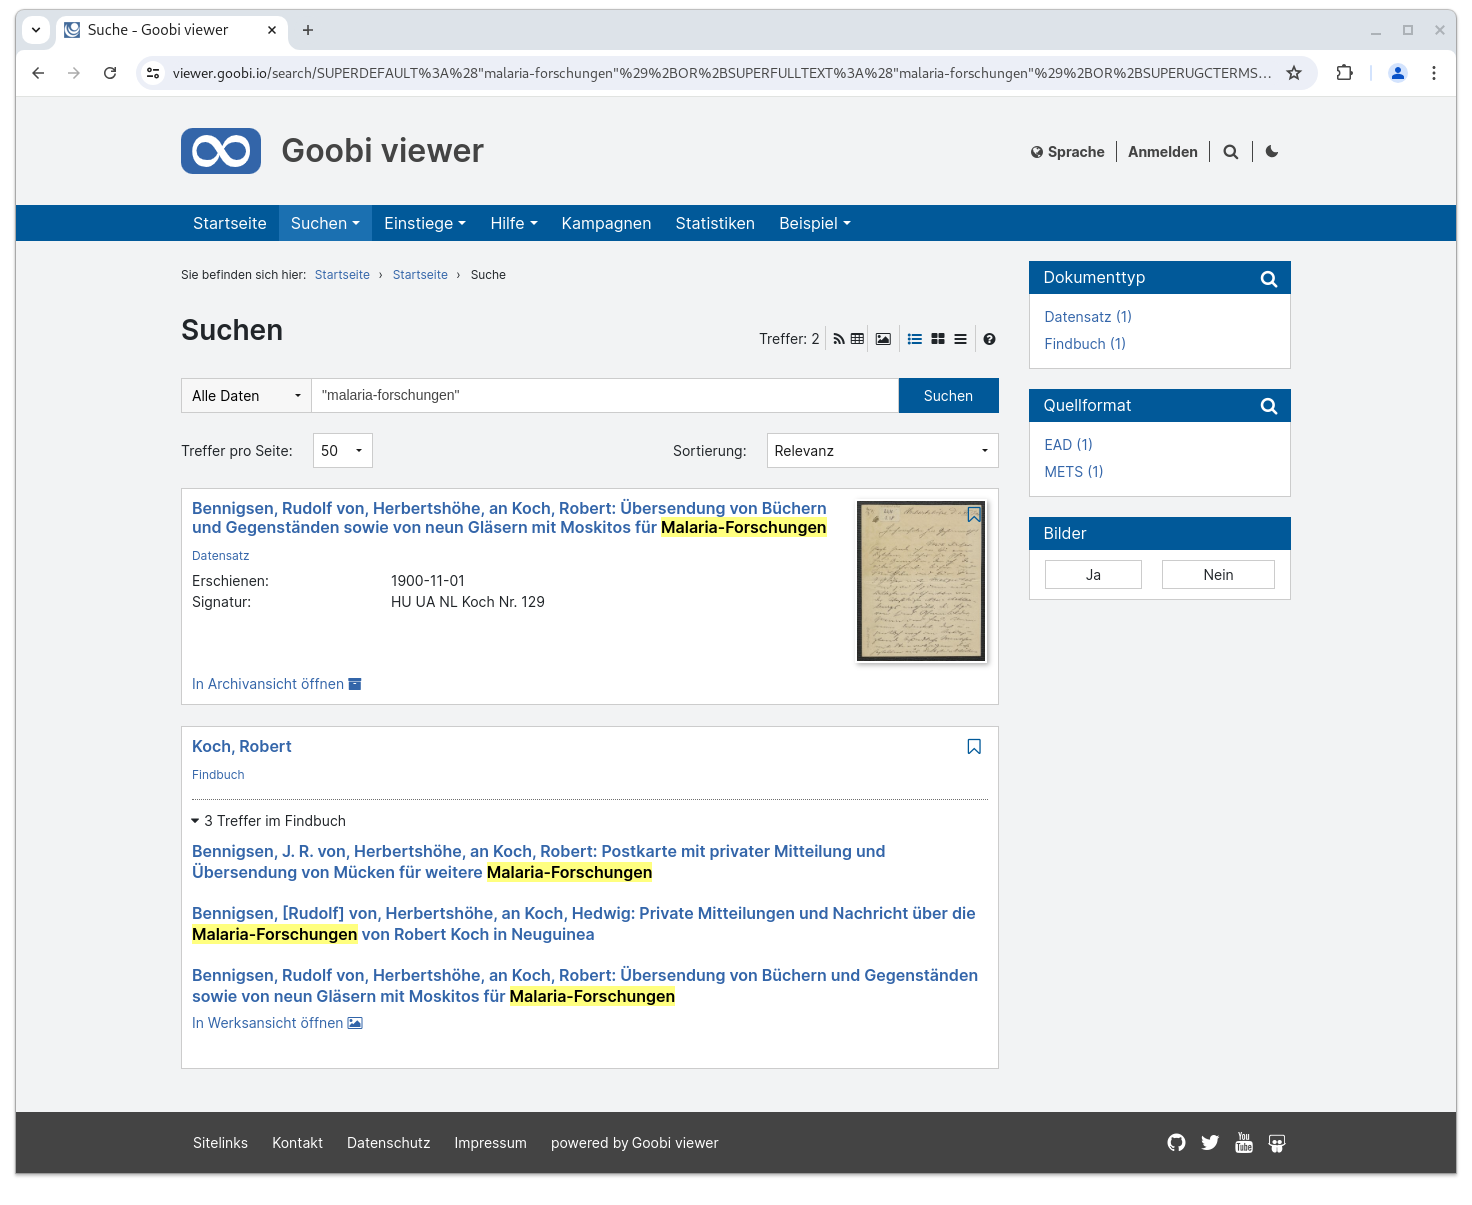 Suche - Goobi viewer
viewer.goobi.io/search/SUPERDEFAULT%3A%28"malaria-forschungen"%29%2BOR%2BSUPERFULLTEXT%3A%28"malaria-forschungen"%29%2BOR%2BSUPERUGCTERMS...
Goobi viewer
Sprache Anmelden
Startseite Suchen Einstiege Hilfe Kampagnen Statistiken Beispiel
Sie befinden sich hier: Startseite › Startseite › Suche
Suchen
Treffer: 2
Alle Daten "malaria-forschungen" Suchen
Treffer pro Seite: 50 Sortierung: Relevanz
Bennigsen, Rudolf von, Herbertshöhe, an Koch, Robert: Übersendung von Büchern
und Gegenständen sowie von neun Gläsern mit Moskitos für Malaria-Forschungen
Datensatz
Erschienen: 1900-11-01
Signatur: HU UA NL Koch Nr. 129
In Archivansicht öffnen
Koch, Robert
Findbuch
3 Treffer im Findbuch
Bennigsen, J. R. von, Herbertshöhe, an Koch, Robert: Postkarte mit privater Mitteilung und
Übersendung von Mücken für weitere Malaria-Forschungen
Bennigsen, [Rudolf] von, Herbertshöhe, an Koch, Hedwig: Private Mitteilungen und Nachricht über die
Malaria-Forschungen von Robert Koch in Neuguinea
Bennigsen, Rudolf von, Herbertshöhe, an Koch, Robert: Übersendung von Büchern und Gegenständen
sowie von neun Gläsern mit Moskitos für Malaria-Forschungen
In Werksansicht öffnen
Dokumenttyp
Datensatz (1)
Findbuch (1)
Quellformat
EAD (1)
METS (1)
Bilder
Ja Nein
Sitelinks Kontakt Datenschutz Impressum powered by Goobi viewer
You
Tube